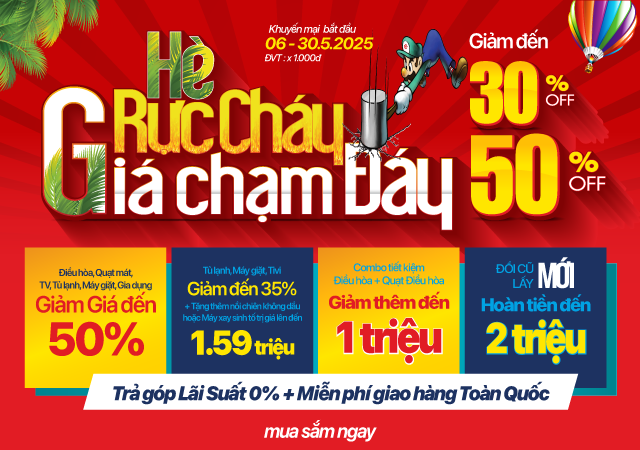 Khuyến mại bắt đầu
06 - 30.5.2025
ĐVT : x 1.000đ
Hè
Rực Cháy
Giá chạm Đáy
Giảm đến
30% OFF
50% OFF
Điều hòa, Quạt mát,
TV, Tủ lạnh, Máy giặt, Gia dụng
Giảm Giá đến
50%
Tủ lạnh, Máy giặt, Tivi
Giảm đến 35%
+ Tặng thêm nồi chiên không dầu
hoặc Máy xay sinh tố trị giá lên đến
1.59 triệu
Combo tiết kiệm
Điều hòa + Quạt Điều hòa
Giảm thêm đến
1 triệu
ĐỔI CŨ
LẤY MỚI
Hoàn tiền đến
2 triệu
Trả góp Lãi Suất 0% + Miễn phí giao hàng Toàn Quốc
mua sắm ngay